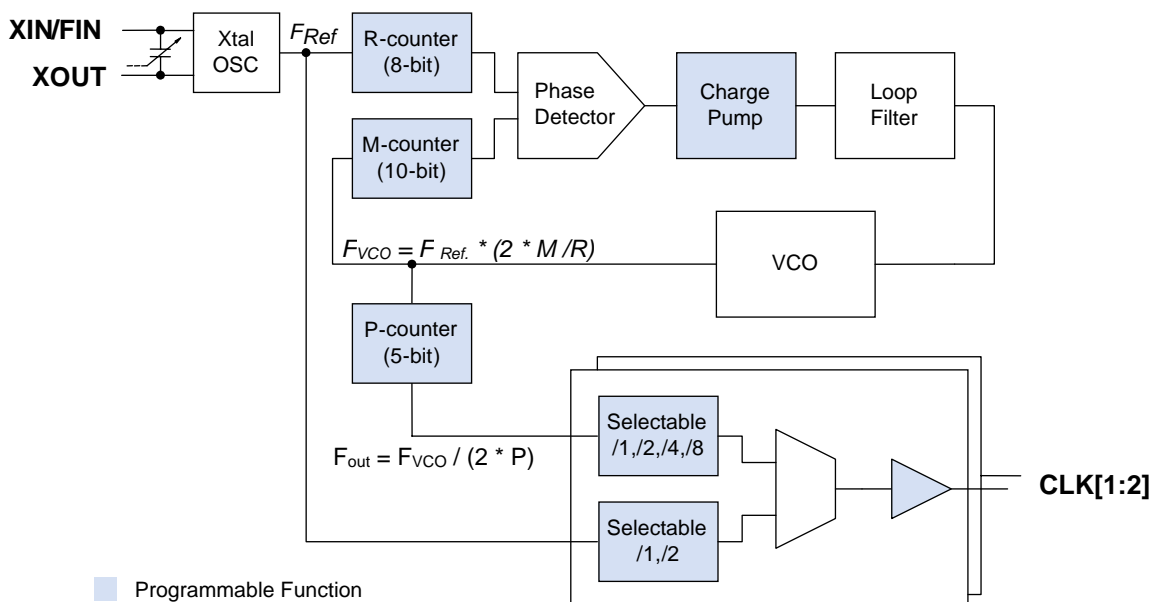 XIN/FIN
XOUT
Xtal
OSC
FRef
R-counter
(8-bit)
M-counter
(10-bit)
Phase
Detector
Charge
Pump
Loop
Filter
FVCO = F Ref. * (2 * M /R)
VCO
P-counter
(5-bit)
Fout = FVCO / (2 * P)
Selectable
/1,/2,/4,/8
Selectable
/1,/2
CLK[1:2]
Programmable Function